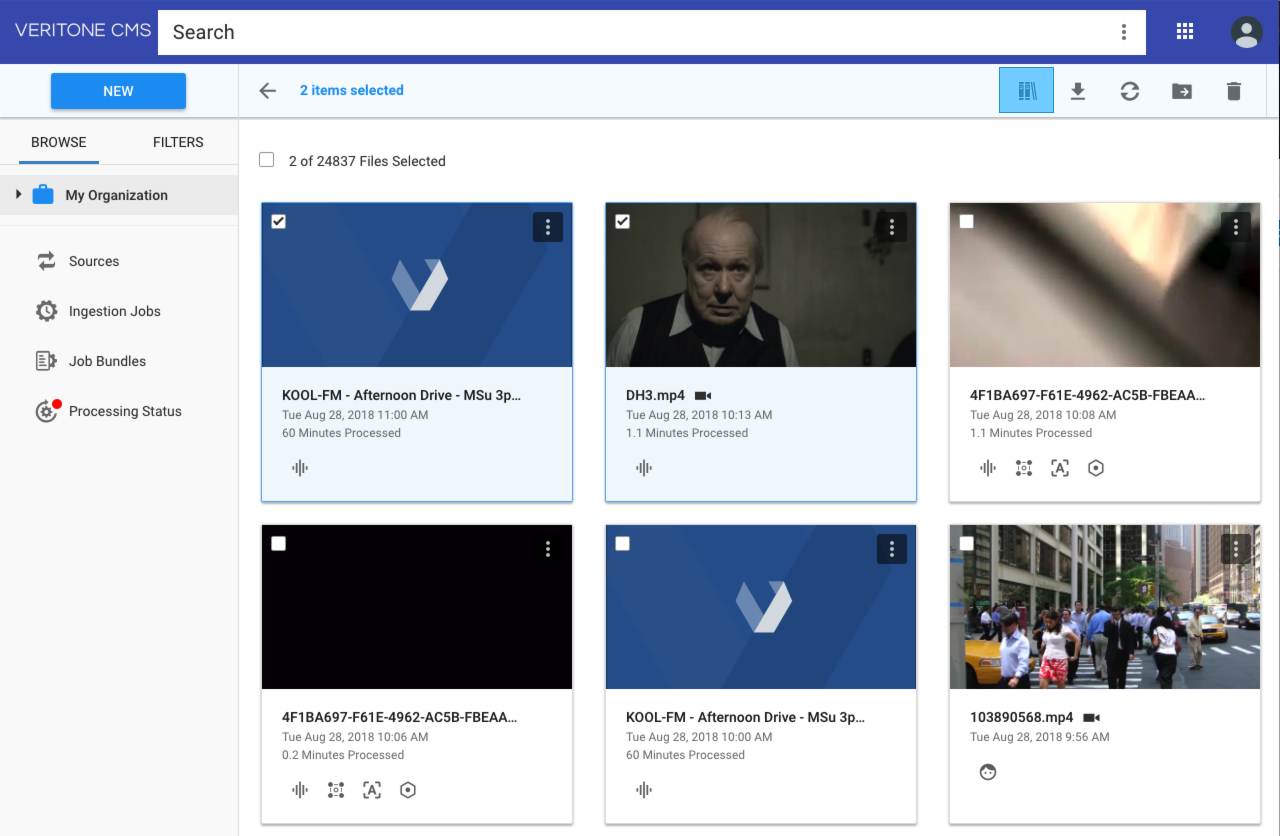 VERITONE CMS
Search
NEW
2 items selected
BROWSE
FILTERS
2 of 24837 Files Selected
My Organization
Sources
Ingestion Jobs
Job Bundles
Processing Status
KOOL-FM - Afternoon Drive - MSu 3p...
Tue Aug 28, 2018 11:00 AM
60 Minutes Processed
DH3.mp4
Tue Aug 28, 2018 10:13 AM
1.1 Minutes Processed
4F1BA697-F61E-4962-AC5B-FBEAA...
Tue Aug 28, 2018 10:08 AM
1.1 Minutes Processed
4F1BA697-F61E-4962-AC5B-FBEAA...
Tue Aug 28, 2018 10:06 AM
0.2 Minutes Processed
KOOL-FM - Afternoon Drive - MSu 3p...
Tue Aug 28, 2018 10:00 AM
60 Minutes Processed
103890568.mp4
Tue Aug 28, 2018 9:56 AM